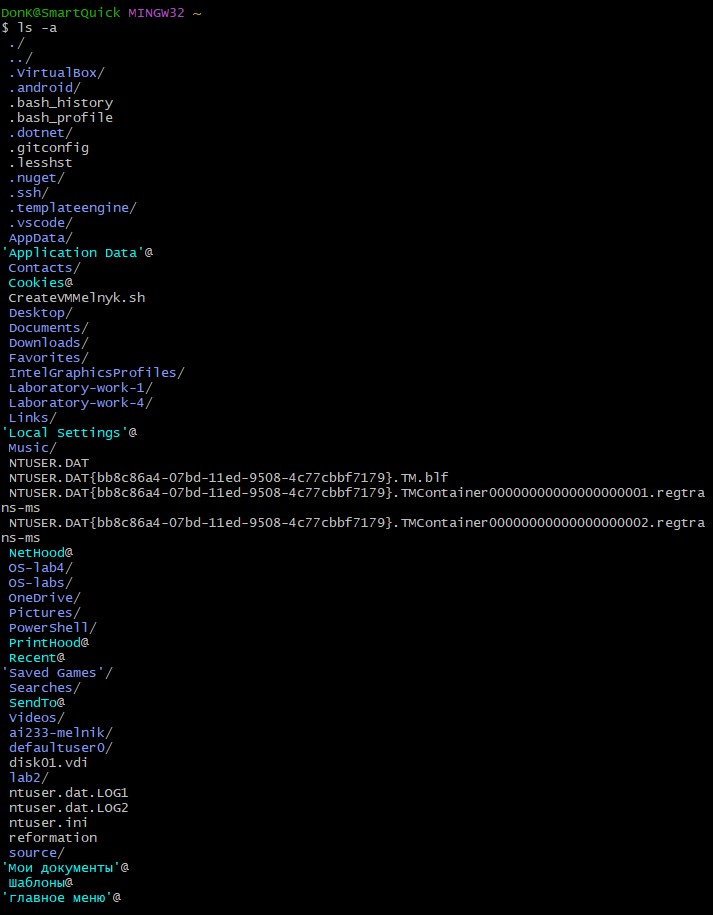 DonK@SmartQuick MINGW32 ~
$ ls -a
./
../
.VirtualBox/
.android/
.bash_history
.bash_profile
.dotnet/
.gitconfig
.lesshst
.nuget/
.ssh/
.templateengine/
.vscode/
AppData/
'Application Data'@
Contacts/
Cookies@
CreateVMMelnyk.sh
Desktop/
Documents/
Downloads/
Favorites/
IntelGraphicsProfiles/
Laboratory-work-1/
Laboratory-work-4/
Links/
'Local Settings'@
Music/
NTUSER.DAT
NTUSER.DAT{bb8c86a4-07bd-11ed-9508-4c77cbbf7179}.TM.blf
NTUSER.DAT{bb8c86a4-07bd-11ed-9508-4c77cbbf7179}.TMContainer00000000000000000001.regtra
ns-ms
NTUSER.DAT{bb8c86a4-07bd-11ed-9508-4c77cbbf7179}.TMContainer00000000000000000002.regtra
ns-ms
NetHood@
OS-lab4/
OS-labs/
OneDrive/
Pictures/
PowerShell/
PrintHood@
Recent@
'Saved Games'/
Searches/
SendTo@
Videos/
ai233-melnik/
defaultuser0/
disk01.vdi
lab2/
ntuser.dat.LOG1
ntuser.dat.LOG2
ntuser.ini
reformation
source/
'Мои документы'@
Шаблоны@
'главное меню'@